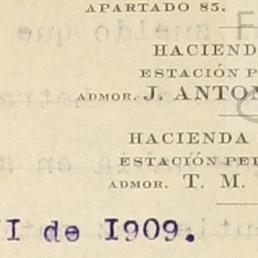 APARTADO 85.
HACIEND
ESTACIÓN P
ADMOR. J. ANTON
HACIENDA
ESTACIÓN PE
ADMOR. T. M.
I de 1909.